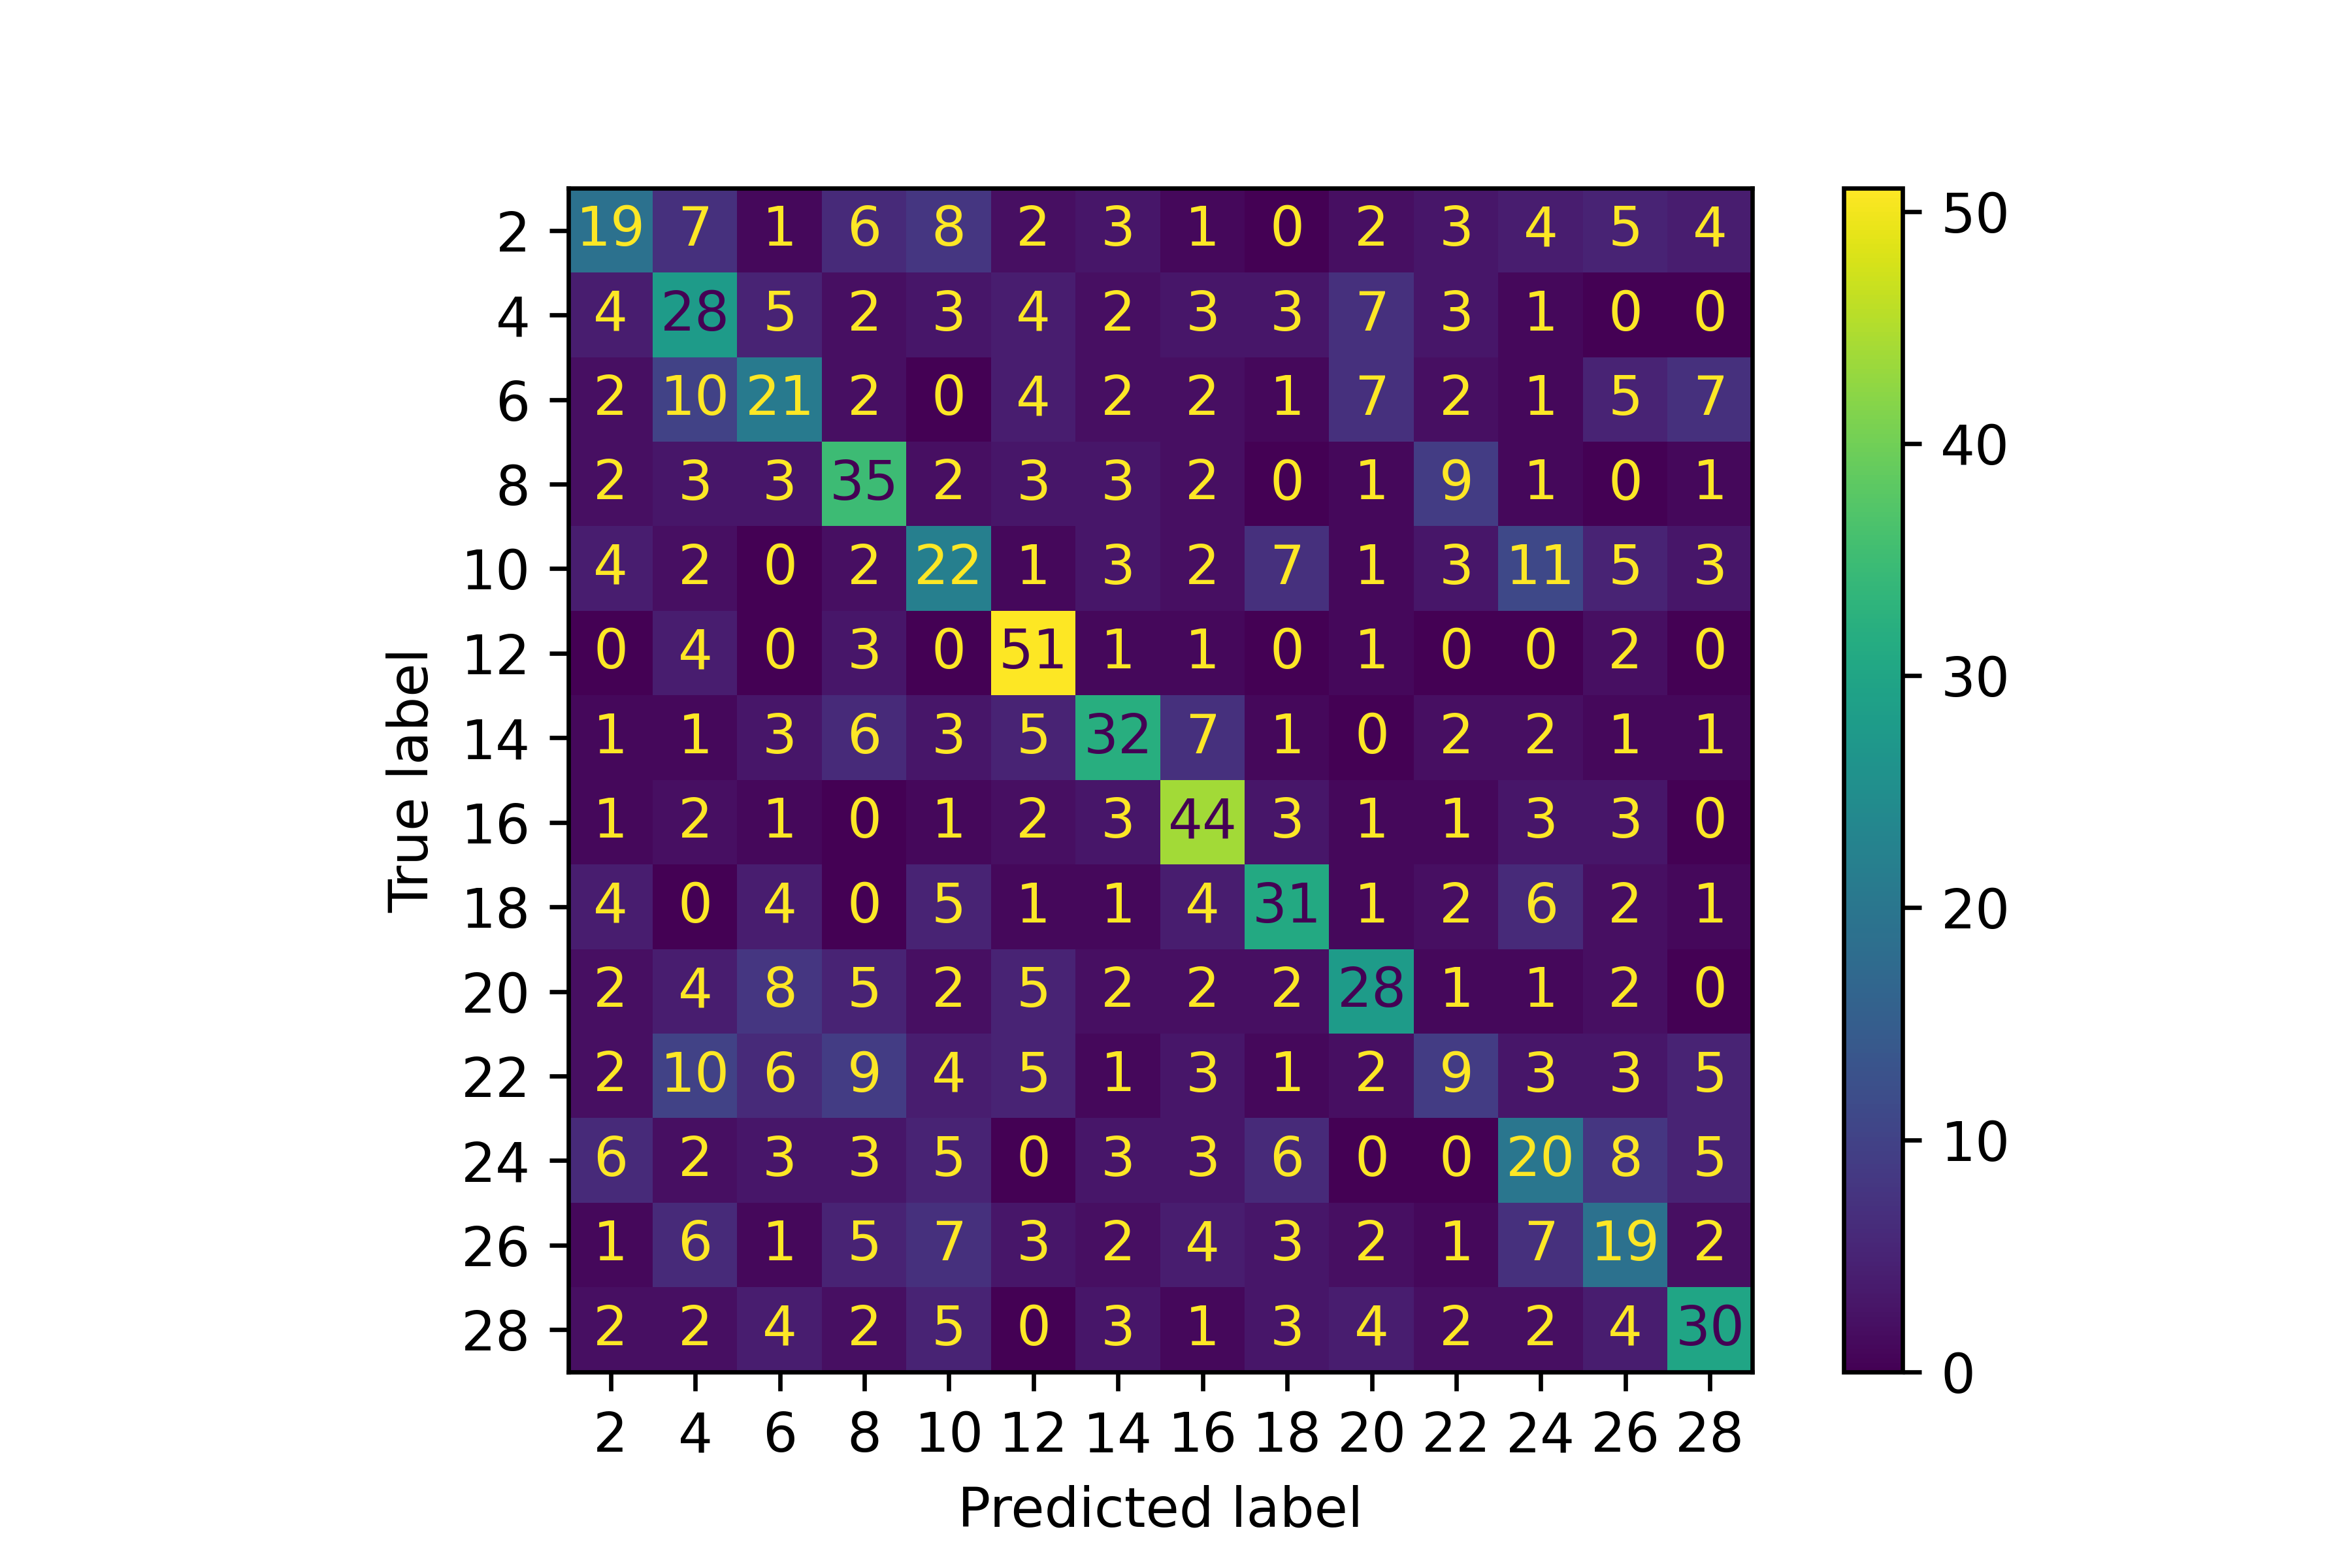 2 19 7 1 6 8 2 3 1 0 2 3 4 5 4
4 4 28 5 2 3 4 2 3 3 7 3 1 0 0
6 2 10 21 2 0 4 2 2 1 7 2 1 5 7
8 2 3 3 35 2 3 3 2 0 1 9 1 0 1
10 4 2 0 2 22 1 3 2 7 1 3 11 5 3
12 0 4 0 3 0 51 1 1 0 1 0 0 2 0
14 1 1 3 6 3 5 32 7 1 0 2 2 1 1
16 1 2 1 0 1 2 3 44 3 1 1 3 3 0
18 4 0 4 0 5 1 1 4 31 1 2 6 2 1
20 2 4 8 5 2 5 2 2 2 28 1 1 2 0
22 2 10 6 9 4 5 1 3 1 2 9 3 3 5
24 6 2 3 3 5 0 3 3 6 0 0 20 8 5
26 1 6 1 5 7 3 2 4 3 2 1 7 19 2
28 2 2 4 2 5 0 3 1 3 4 2 2 4 30
2 4 6 8 10 12 14 16 18 20 22 24 26 28
Predicted label
True label
50
40
30
20
10
0